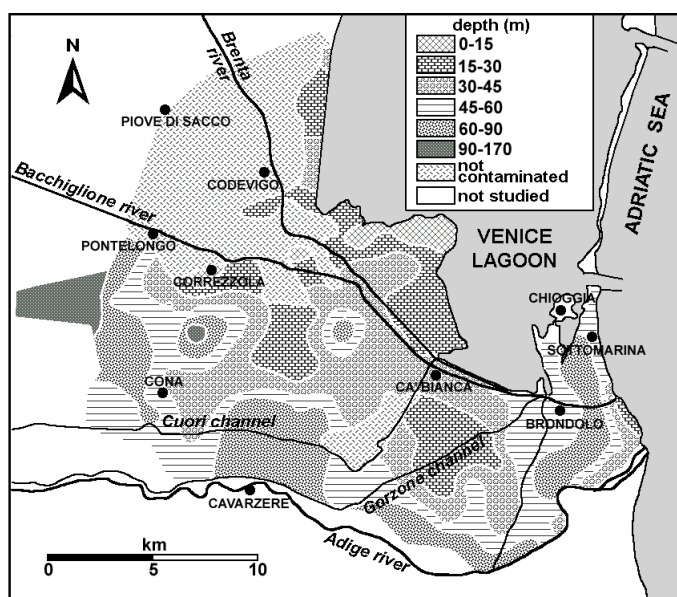 depth (m)
0-15
15-30
30-45
45-60
60-90
90-170
not
contaminated
not studied
N
Brenta
river
PIOVE DI SACCO
CODEVIGO
Bacchiglione river
PONTELONGO
CORREZZOLA
VENICE
LAGOON
ADRIATIC SEA
CHIOGGIA
SOTTOMARINA
CONA
CA'BIANCA
BRONDOLO
Cuori channel
Gorzone channel
CAVARZERE
Adige river
km
0
5
10